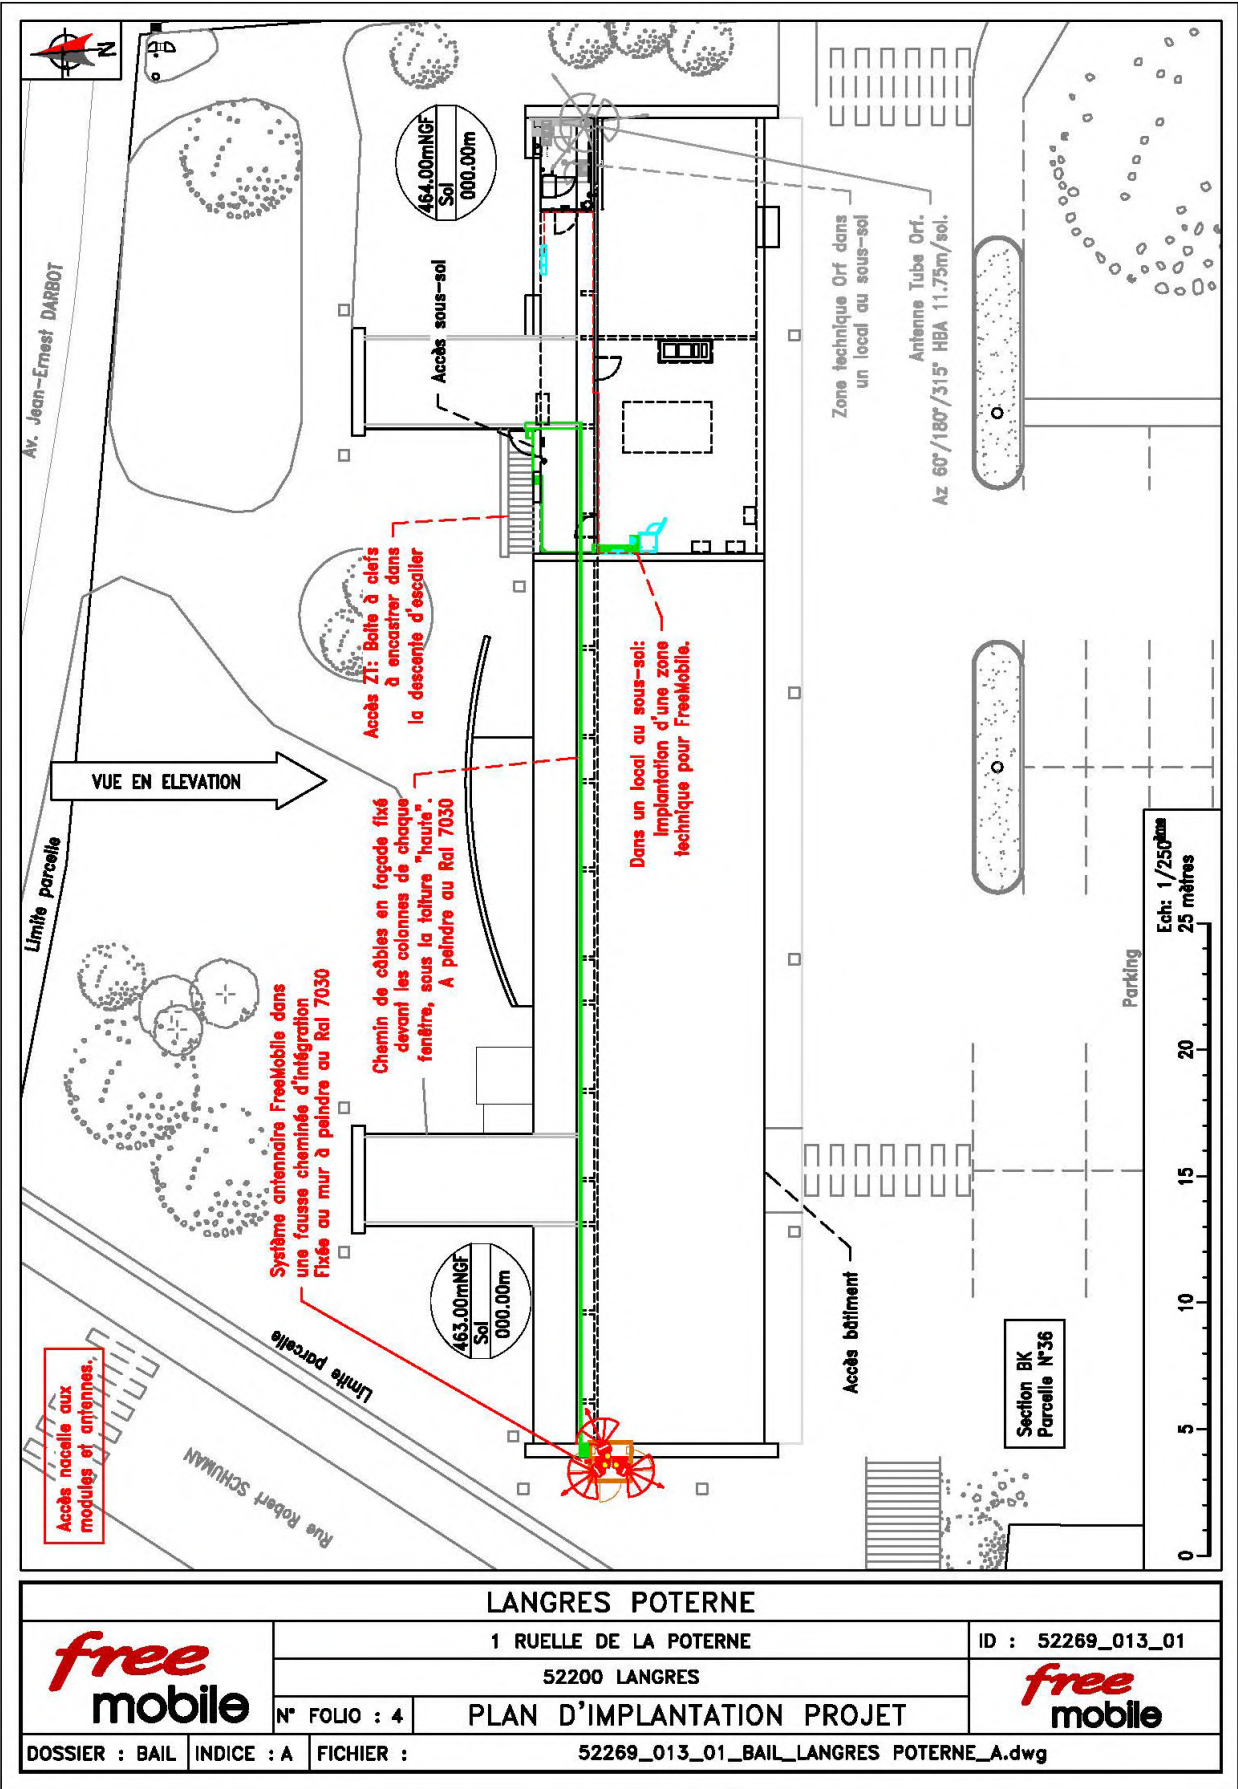 N
Av. Jean-Ernest DARBOT
464.00mNGF
Sol
000.00m
Accès sous-sol
Zone technique Orf dans
un local au sous-sol
Antenne Tube Orf.
Az 60°/180°/315° HBA 11.75m/sol.
Accès ZT: Boite à clefs
à encastrer dans
la descente d'escalier
Dans un local au sous-sol:
Implantation d'une zone
technique pour FreeMobile.
VUE EN ELEVATION
Limite parcelle
Chemin de câbles en façade fixé
devant les colonnes de chaque
fenêtre, sous la toiture "haute".
A peindre au Ral 7030
Système antennaire FreeMobile dans
une fausse cheminée d'intégration
Fixée au mur à peindre au Ral 7030
463.00mNGF
Sol
000.00m
Limite parcelle
Rue Robert SCHUMAN
Accès nacelle aux
modules et antennes.
Accès bâtiment
Parking
Section BK
Parcelle N°36
Ech: 1/250ème
0 5 10 15 20 25 mètres
LANGRES POTERNE
free
mobile
1 RUELLE DE LA POTERNE
ID : 52269_013_01
52200 LANGRES
free
mobile
N° FOLIO : 4
PLAN D'IMPLANTATION PROJET
DOSSIER : BAIL
INDICE : A
FICHIER :
52269_013_01_BAIL_LANGRES POTERNE_A.dwg